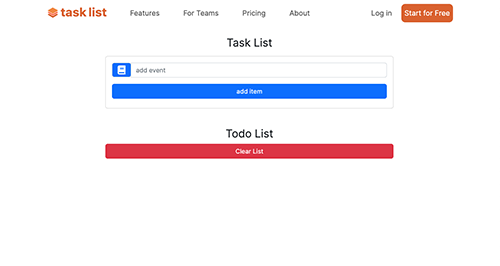 task list Features For Teams Pricing About Log in Start for Free
Task List
add event
add item
Todo List
Clear List